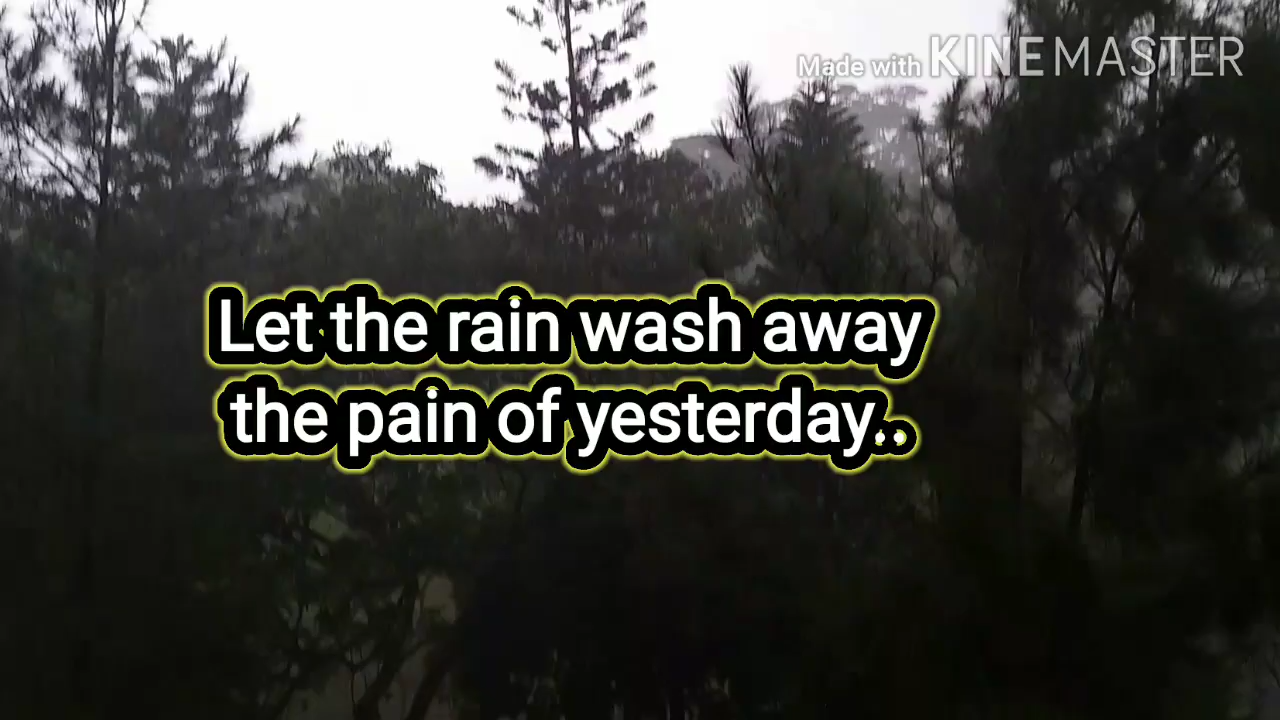 Made with KINEMASTER
Let the rain wash away
the pain of yesterday..